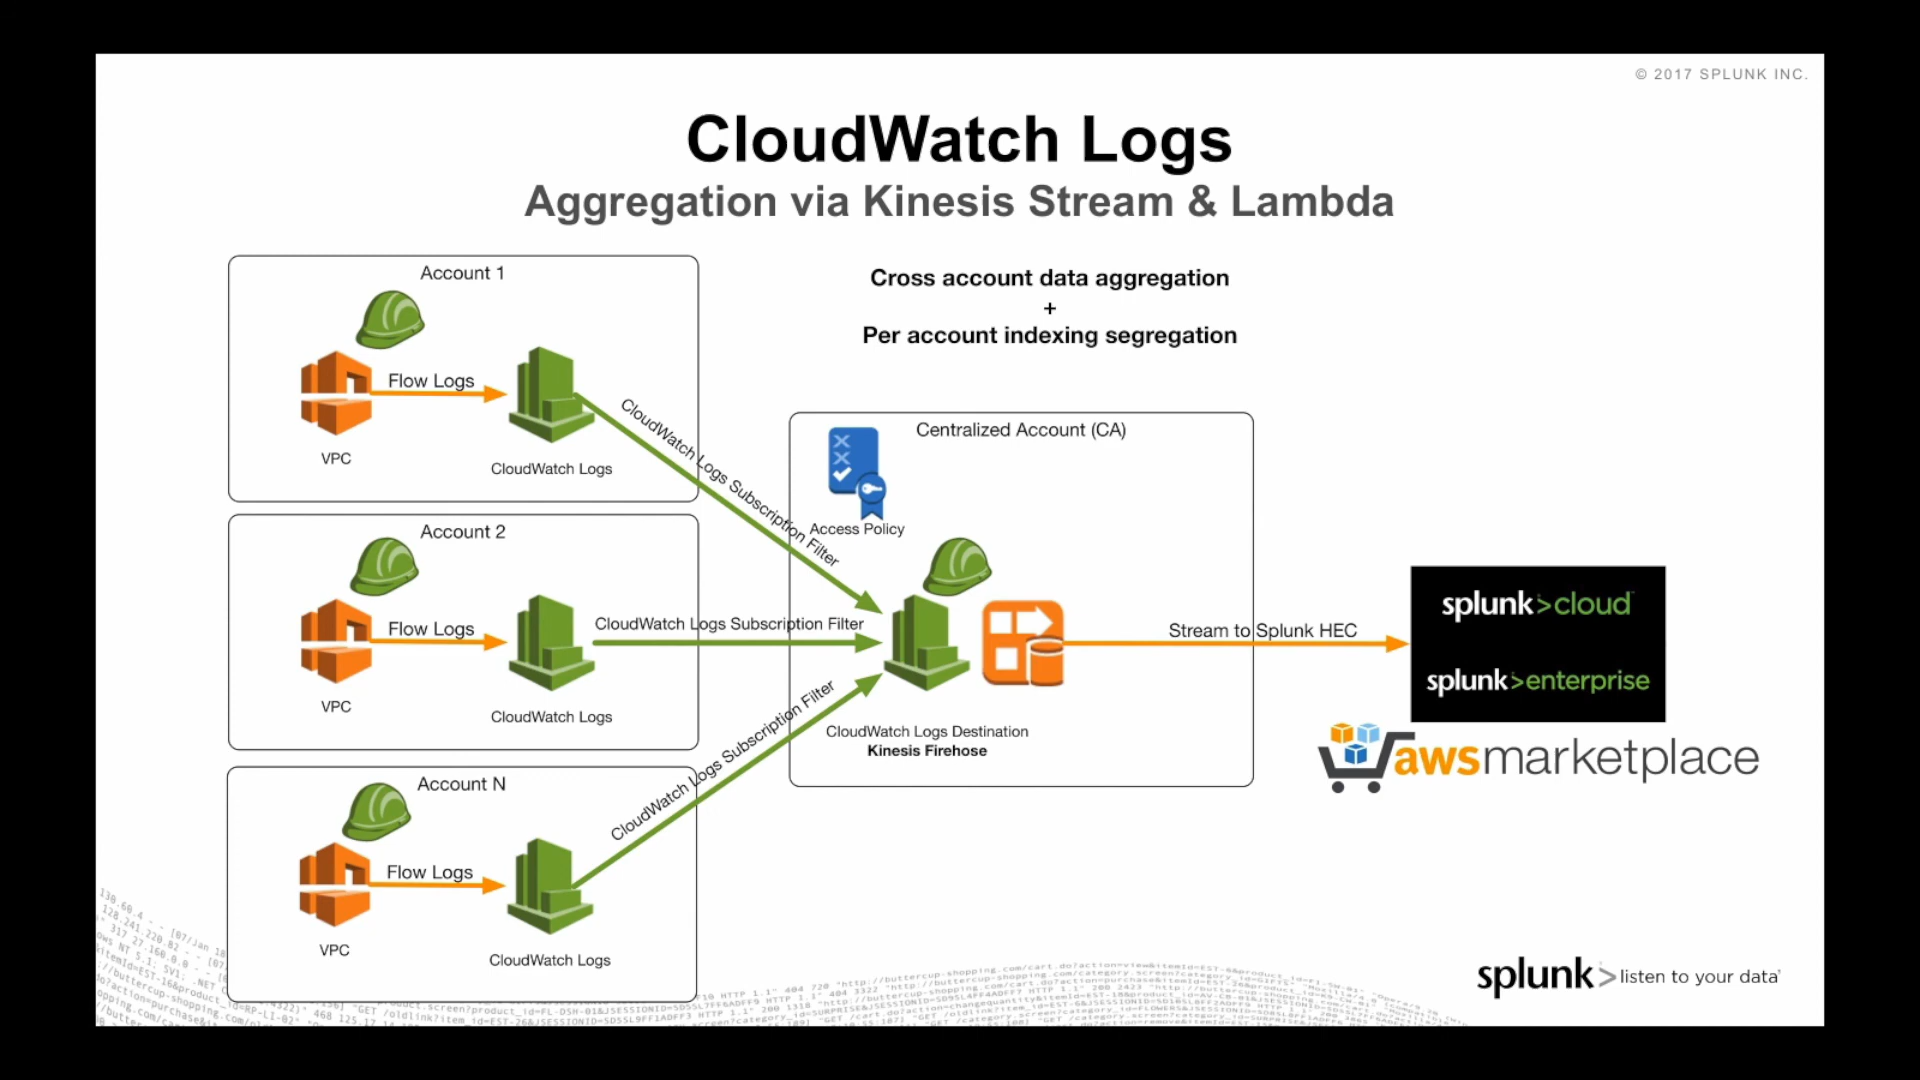 © 2017 SPLUNK INC.
CloudWatch Logs
Aggregation via Kinesis Stream & Lambda
Cross account data aggregation
+
Per account indexing segregation
Account 1
Flow Logs
VPC
CloudWatch Logs
CloudWatch Logs Subscription Filter
Account 2
Flow Logs
VPC
CloudWatch Logs
CloudWatch Logs Subscription Filter
Account N
Flow Logs
VPC
CloudWatch Logs
CloudWatch Logs Subscription Filter
Centralized Account (CA)
Access Policy
CloudWatch Logs Destination
Kinesis Firehose
Stream to Splunk HEC
splunk>cloud
splunk>enterprise
awsmarketplace
splunk> listen to your data